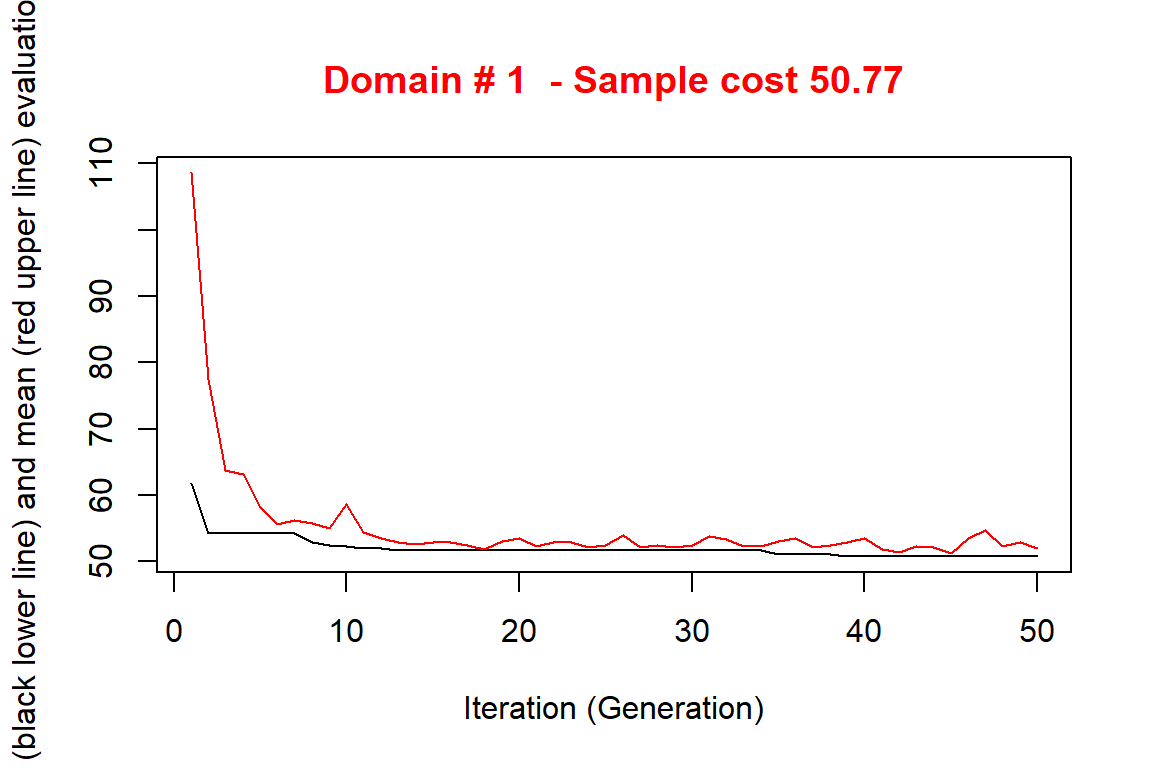 Domain # 1  - Sample cost 50.77
(black lower line) and mean (red upper line)
110
90
80
70
60
50
0 10 20 30 40 50
Iteration (Generation)